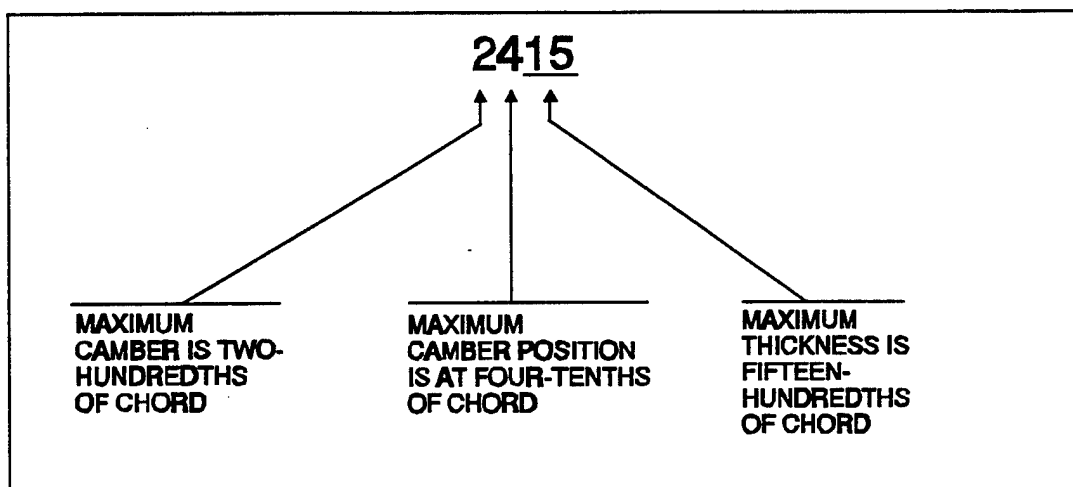 2415
MAXIMUM
CAMBER IS TWO-
HUNDREDTHS
OF CHORD
MAXIMUM
CAMBER POSITION
IS AT FOUR-TENTHS
OF CHORD
MAXIMUM
THICKNESS IS
FIFTEEN-
HUNDREDTHS
OF CHORD